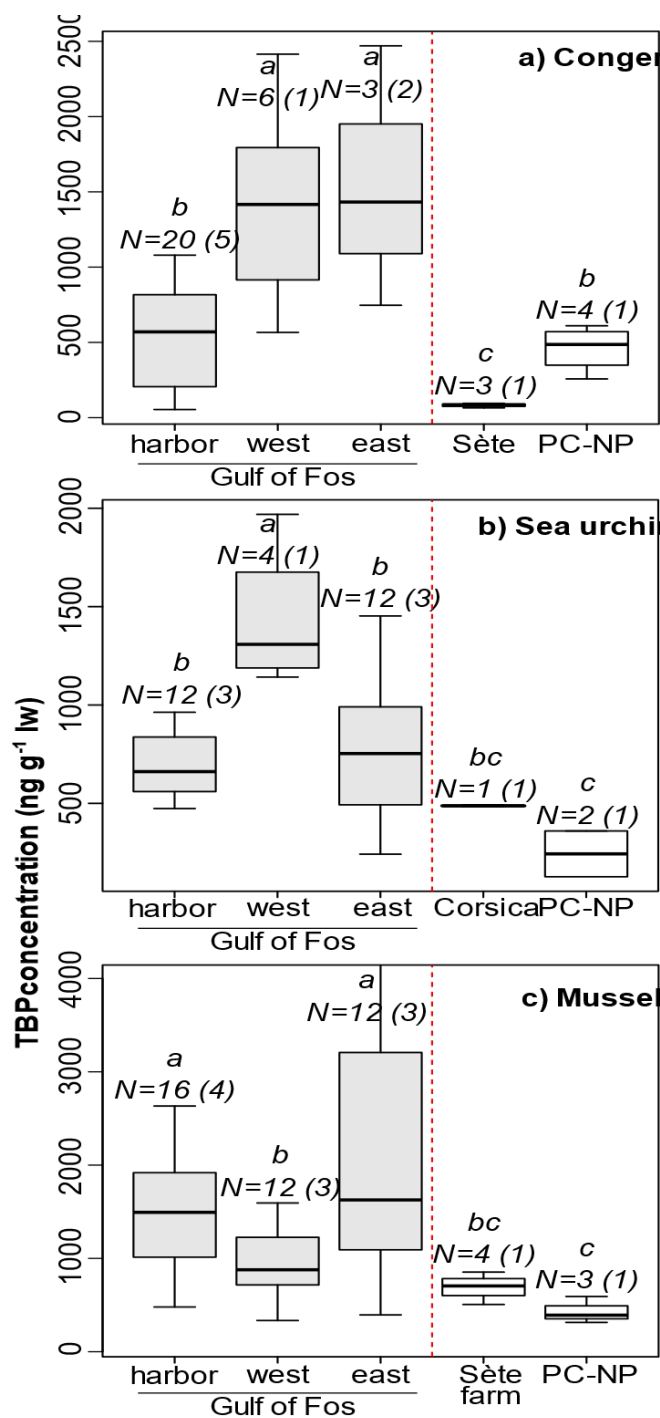 TBPconcentration (ng g⁻¹ lw)
a) Conger
2500
2000
1500
1000
500
0
b
N=20 (5)
a
N=6 (1)
a
N=3 (2)
c
N=3 (1)
b
N=4 (1)
harbor west east Sète PC-NP
Gulf of Fos
b) Sea urchi
2000
1500
1000
500
b
N=12 (3)
a
N=4 (1)
b
N=12 (3)
bc
N=1 (1)
c
N=2 (1)
harbor west east Corsica PC-NP
Gulf of Fos
c) Mussel
4000
3000
2000
1000
0
a
N=16 (4)
b
N=12 (3)
a
N=12 (3)
bc
N=4 (1)
c
N=3 (1)
harbor west east Sète farm PC-NP
Gulf of Fos